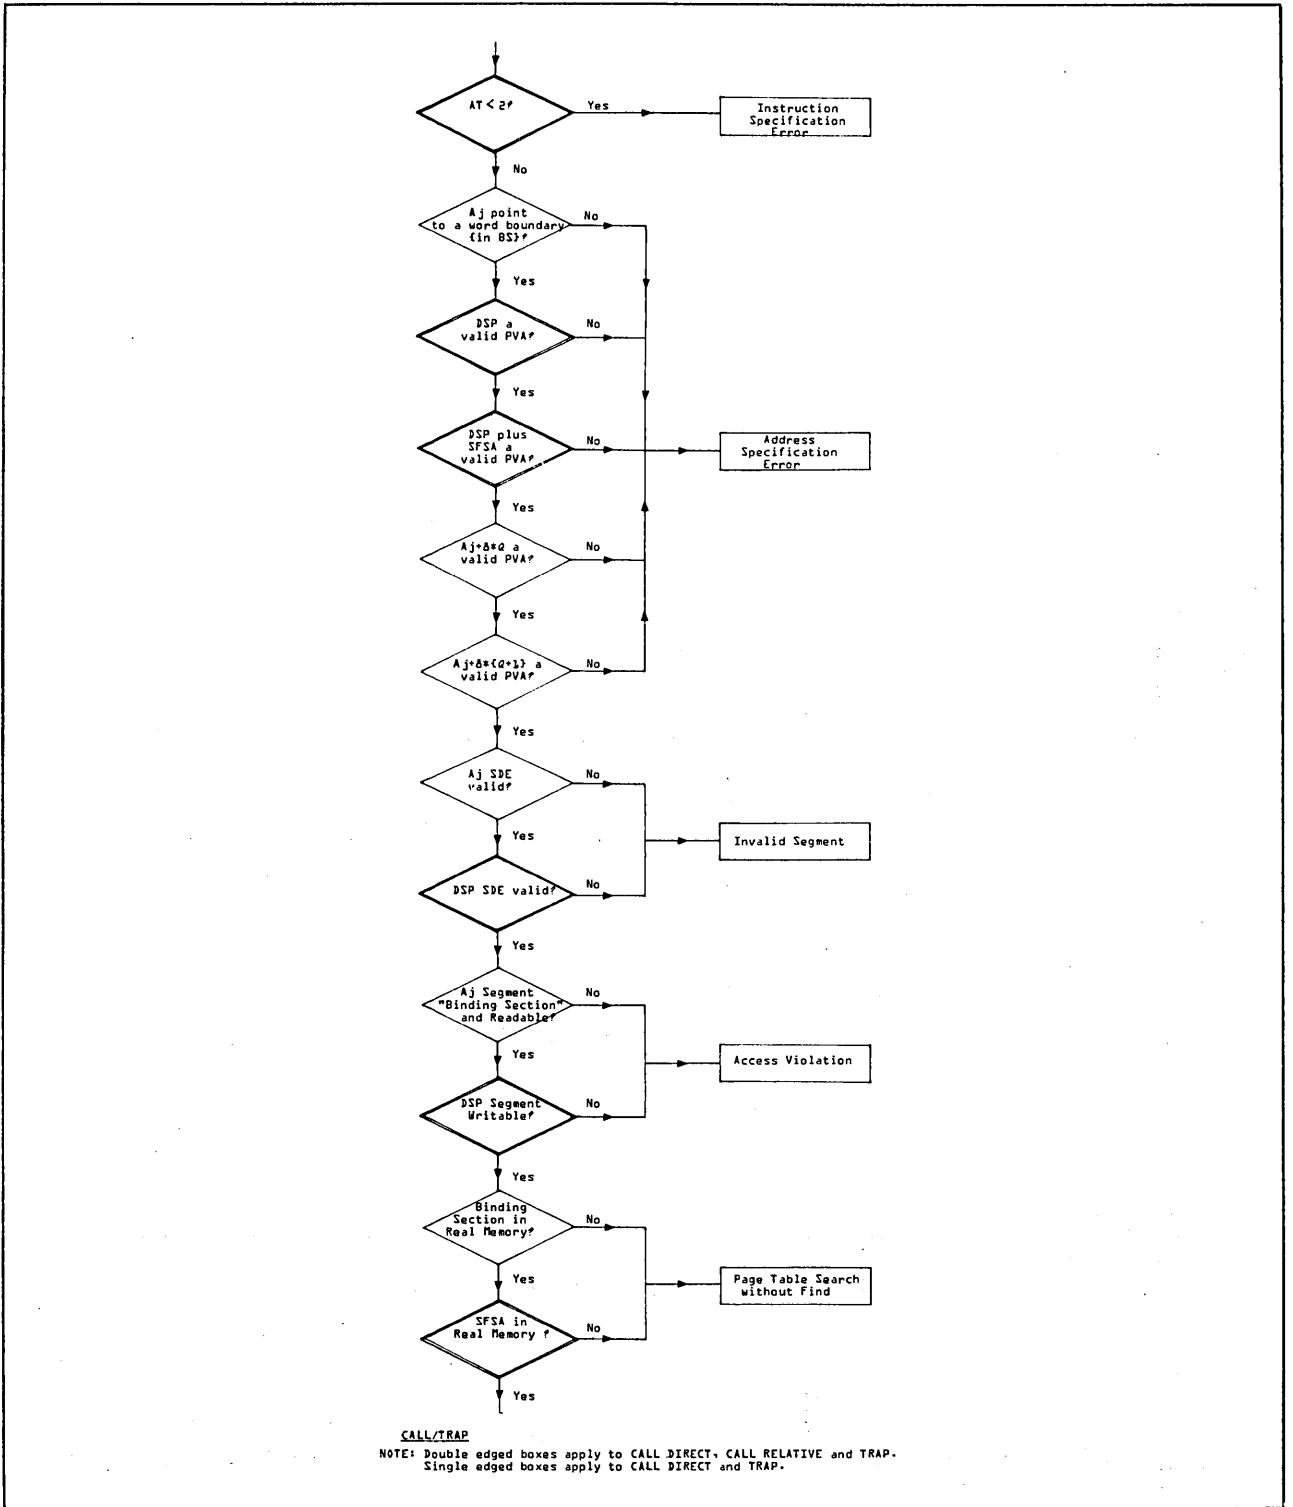 AT < 2?
Yes
Instruction
Specification
Error
No
Aj point
to a word boundary
{in BS}?
No
Yes
DSP a
valid PVA?
No
Yes
DSP plus
SFSA a
valid PVA?
No
Address
Specification
Error
Yes
Aj+8*Q a
valid PVA?
No
Yes
Aj+8*{Q+1} a
valid PVA?
No
Yes
Aj SDE
valid?
No
Yes
Invalid Segment
DSP SDE valid?
No
Yes
Aj Segment
"Binding Section"
and Readable?
No
Yes
Access Violation
DSP Segment
Writable?
No
Yes
Binding
Section in
Real Memory?
No
Yes
Page Table Search
without Find
SFSA in
Real Memory ?
No
Yes
CALL/TRAP
NOTE: Double edged boxes apply to CALL DIRECT, CALL RELATIVE and TRAP.
Single edged boxes apply to CALL DIRECT and TRAP.